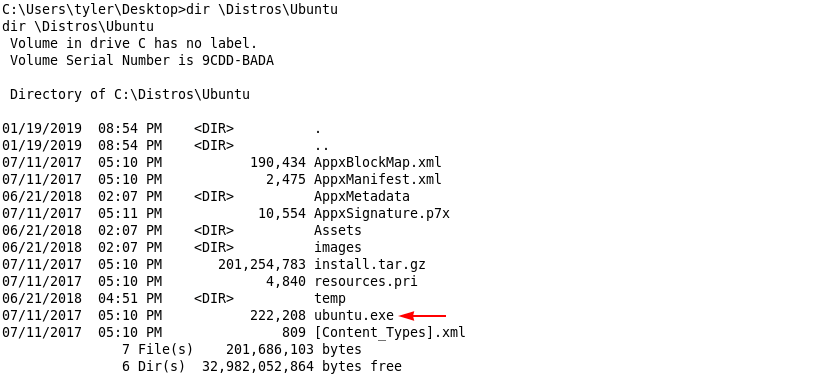 C:\Users\tyler\Desktop>dir \Distros\Ubuntu
dir \Distros\Ubuntu
 Volume in drive C has no label.
 Volume Serial Number is 9CDD-BADA

 Directory of C:\Distros\Ubuntu

01/19/2019  08:54 PM    <DIR>          .
01/19/2019  08:54 PM    <DIR>          ..
07/11/2017  05:10 PM           190,434 AppxBlockMap.xml
07/11/2017  05:10 PM             2,475 AppxManifest.xml
06/21/2018  02:07 PM    <DIR>          AppxMetadata
07/11/2017  05:11 PM            10,554 AppxSignature.p7x
06/21/2018  02:07 PM    <DIR>          Assets
06/21/2018  02:07 PM    <DIR>          images
07/11/2017  05:10 PM       201,254,783 install.tar.gz
07/11/2017  05:10 PM             4,840 resources.pri
06/21/2018  04:51 PM    <DIR>          temp
07/11/2017  05:10 PM           222,208 ubuntu.exe
07/11/2017  05:10 PM               809 [Content_Types].xml
               7 File(s)    201,686,103 bytes
               6 Dir(s)  32,982,052,864 bytes free